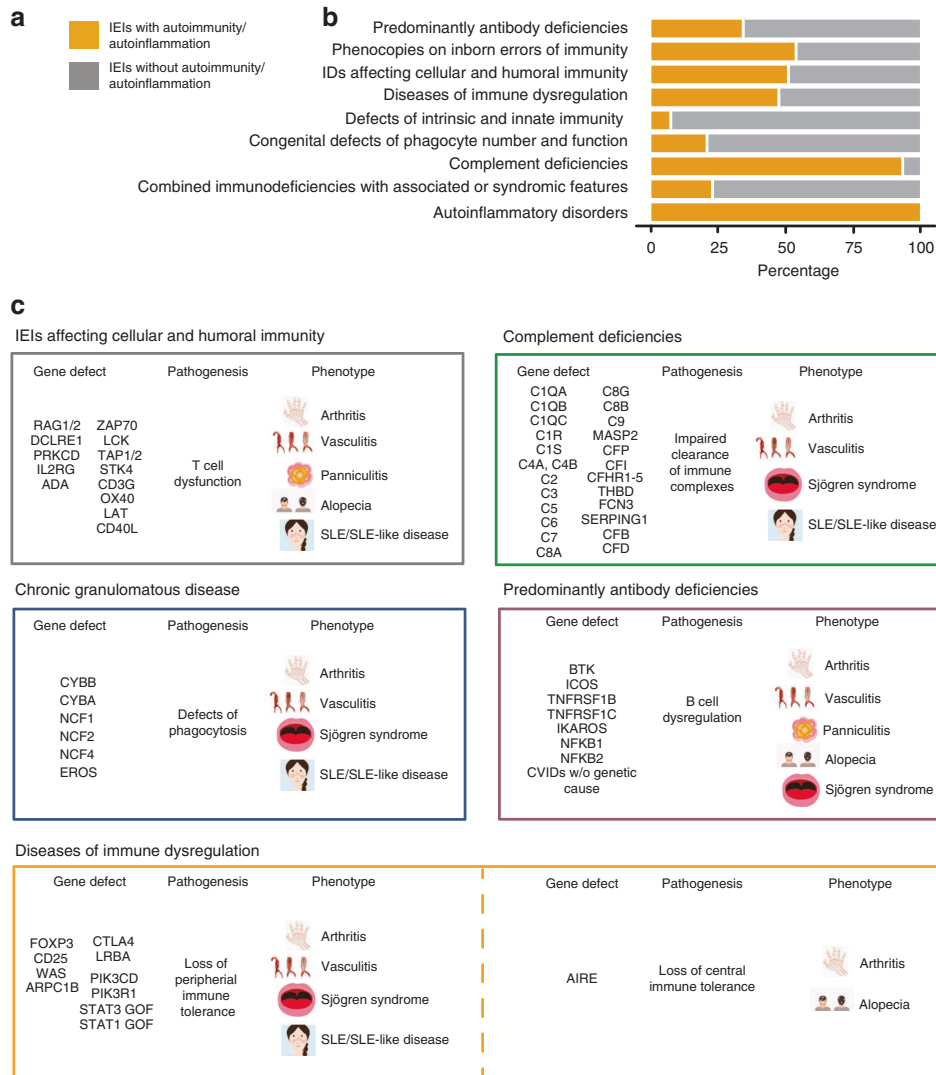 a
IEIs with autoimmunity/
autoinflammation
IEIs without autoimmunity/
autoinflammation
b
Predominantly antibody deficiencies
Phenocopies on inborn errors of immunity
IDs affecting cellular and humoral immunity
Diseases of immune dysregulation
Defects of intrinsic and innate immunity
Congenital defects of phagocyte number and function
Complement deficiencies
Combined immunodeficiencies with associated or syndromic features
Autoinflammatory disorders
0 25 50 75 100
Percentage
c
IEIs affecting cellular and humoral immunity
Gene defect Pathogenesis Phenotype
RAG1/2
DCLRE1
PRKCD
IL2RG
ADA
ZAP70
LCK
TAP1/2
STK4
CD3G
OX40
LAT
CD40L
T cell
dysfunction
Arthritis
Vasculitis
Panniculitis
Alopecia
SLE/SLE-like disease
Complement deficiencies
Gene defect Pathogenesis Phenotype
C1QA
C1QB
C1QC
C1R
C1S
C4A, C4B
C2
C3
C5
C6
C7
C8A
C8G
C8B
C9
MASP2
CFP
CFI
CFHR1-5
THBD
FCN3
SERPING1
CFB
CFD
Impaired
clearance
of immune
complexes
Arthritis
Vasculitis
Sjögren syndrome
SLE/SLE-like disease
Chronic granulomatous disease
Gene defect Pathogenesis Phenotype
CYBB
CYBA
NCF1
NCF2
NCF4
EROS
Defects of
phagocytosis
Arthritis
Vasculitis
Sjögren syndrome
SLE/SLE-like disease
Predominantly antibody deficiencies
Gene defect Pathogenesis Phenotype
BTK
ICOS
TNFRSF1B
TNFRSF1C
IKAROS
NFKB1
NFKB2
CVIDs w/o genetic
cause
B cell
dysregulation
Arthritis
Vasculitis
Panniculitis
Alopecia
Sjögren syndrome
Diseases of immune dysregulation
Gene defect Pathogenesis Phenotype
FOXP3
CD25
WAS
ARPC1B
CTLA4
LRBA
PIK3CD
PIK3R1
STAT3 GOF
STAT1 GOF
Loss of
peripherial
immune
tolerance
Arthritis
Vasculitis
Sjögren syndrome
SLE/SLE-like disease
Gene defect Pathogenesis Phenotype
AIRE
Loss of central
immune tolerance
Arthritis
Alopecia